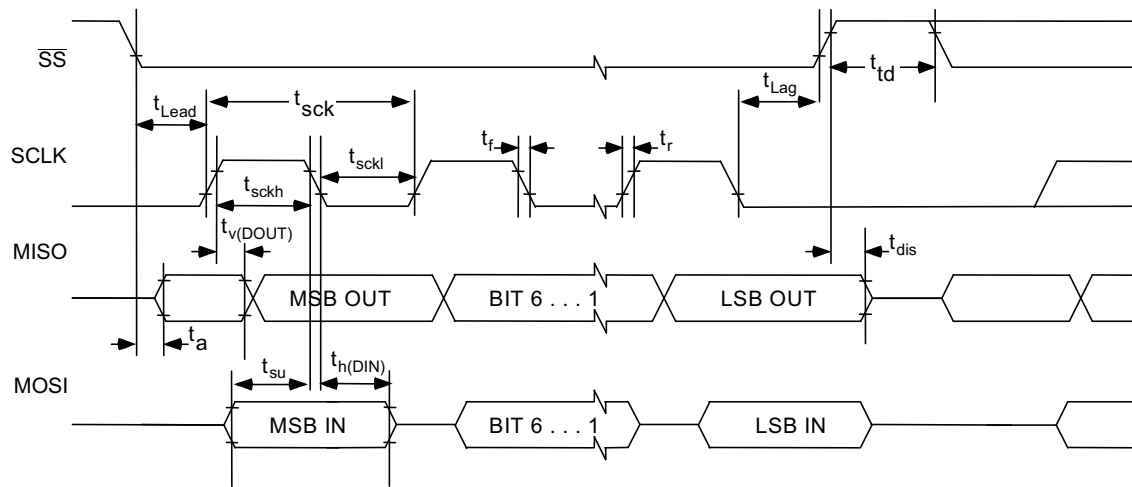 SS
t_td
t_Lag
t_Lead
t_sck
SCLK
t_f
t_r
t_sckl
t_sckh
t_v(DOUT)
MISO
t_dis
MSB OUT
BIT 6 . . . 1
LSB OUT
t_a
t_su
t_h(DIN)
MOSI
MSB IN
BIT 6 . . . 1
LSB IN